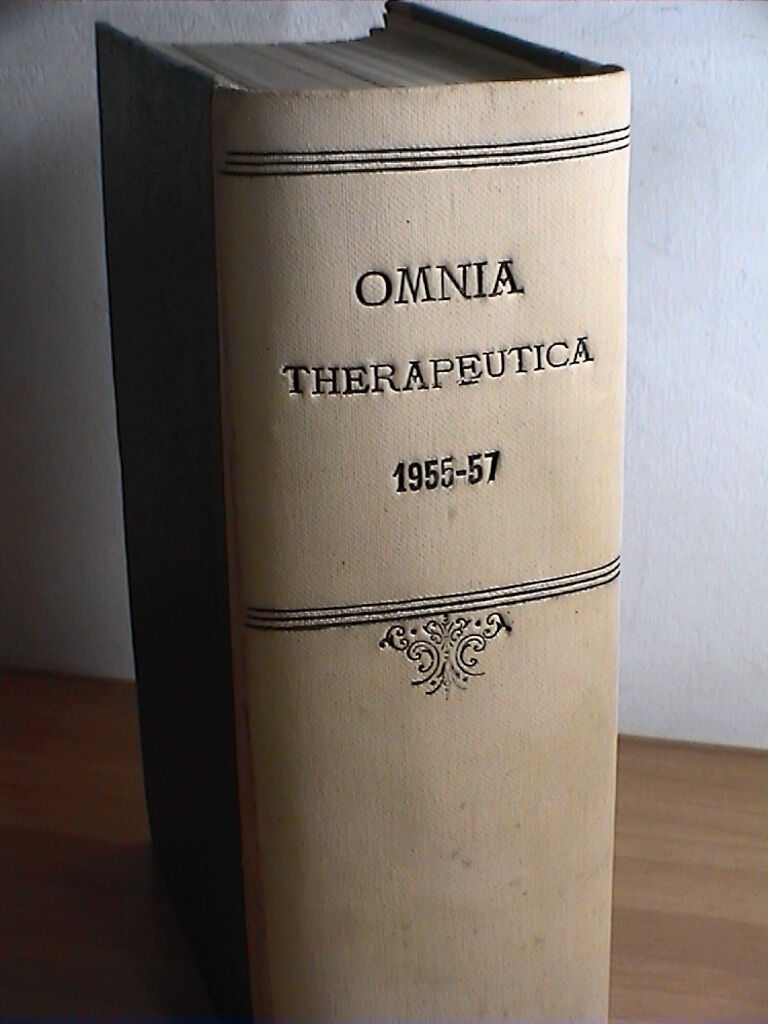 OMNIA
THERAPEUTICA
1955-57